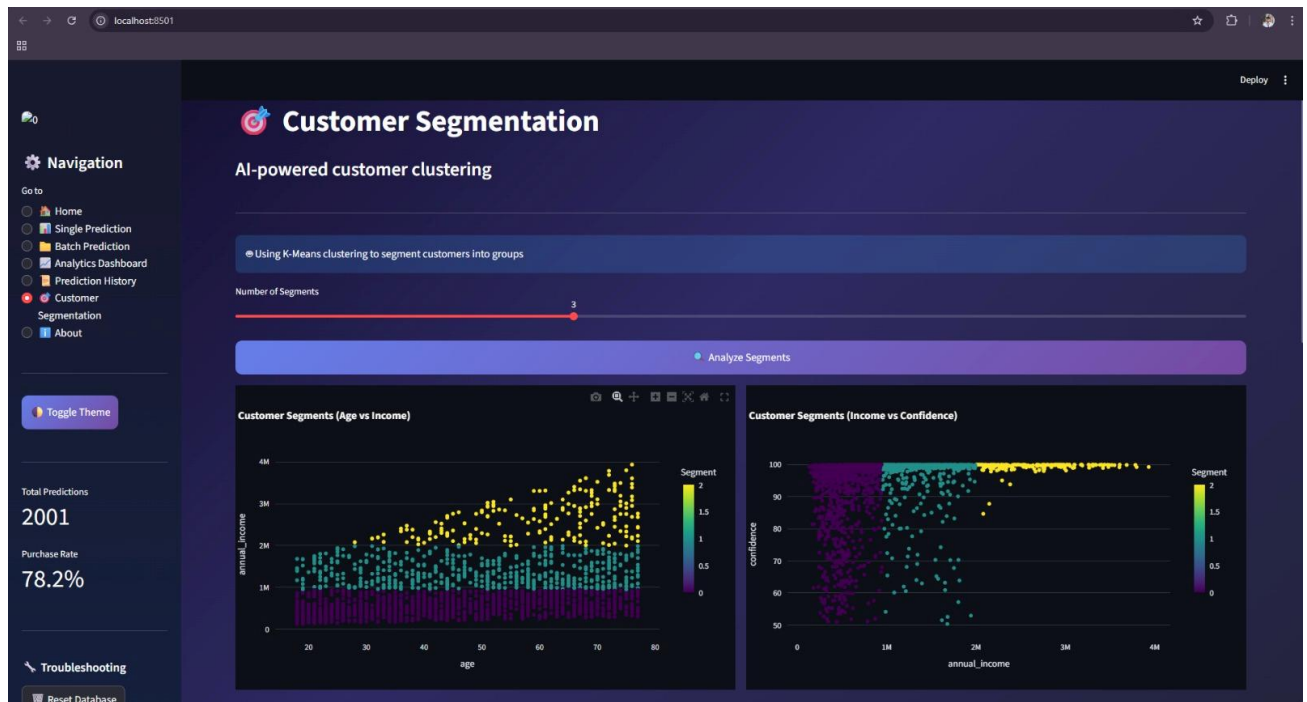 localhost:8501
Deploy
0
Navigation
Go to
Home
Single Prediction
Batch Prediction
Analytics Dashboard
Prediction History
Customer
Segmentation
About
Toggle Theme
Total Predictions
2001
Purchase Rate
78.2%
Troubleshooting
Reset Database
Customer Segmentation
AI-powered customer clustering
Using K-Means clustering to segment customers into groups
Number of Segments
3
Analyze Segments
Customer Segments (Age vs Income)
4M
3M
2M
1M
0
annual_income
20 30 40 50 60 70 80
age
Segment
2
1.5
1
0.5
0
Customer Segments (Income vs Confidence)
100
90
80
70
60
50
confidence
0 1M 2M 3M 4M
annual_income
Segment
2
1.5
1
0.5
0